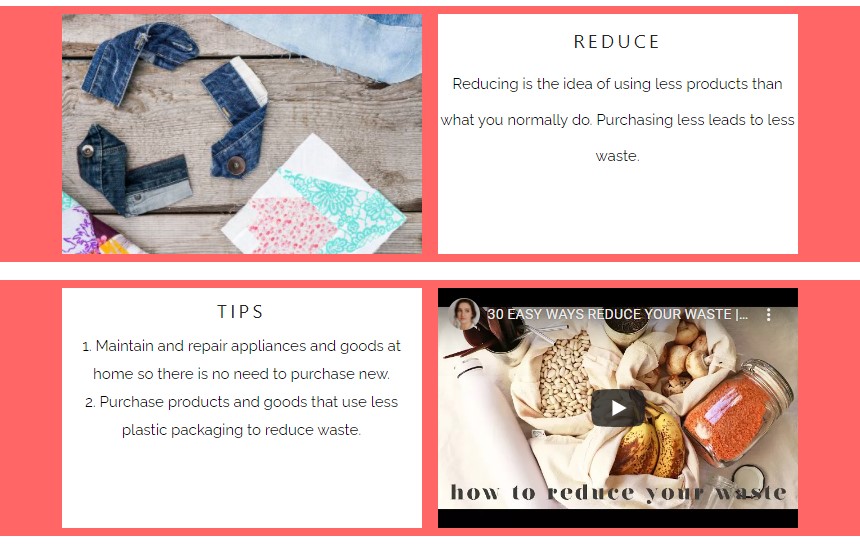 REDUCE
Reducing is the idea of using less products than
what you normally do. Purchasing less leads to less
waste.
TIPS
1. Maintain and repair appliances and goods at
home so there is no need to purchase new.
2. Purchase products and goods that use less
plastic packaging to reduce waste.
30 EASY WAYS REDUCE YOUR WASTE |...
how to reduce your waste